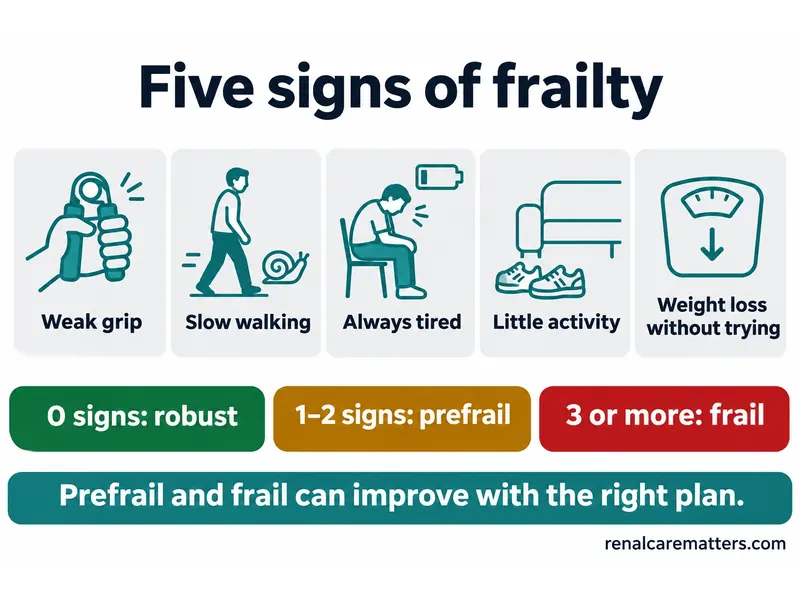 Five signs of frailty
Weak grip
Slow walking
Always tired
Little activity
Weight loss
without trying
0 signs: robust
1–2 signs: prefrail
3 or more: frail
Prefrail and frail can improve with the right plan.
renalcarematters.com